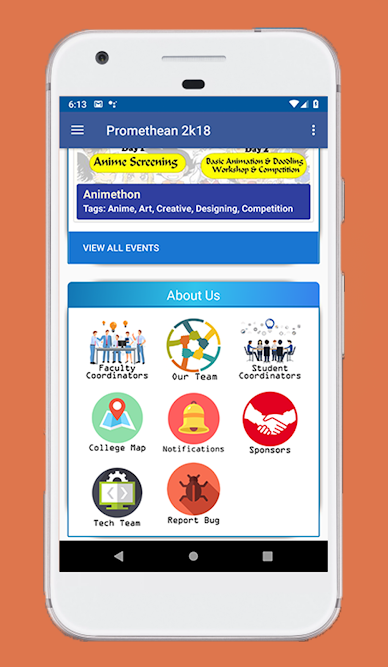 6:13
Promethean 2k18
Day 1
Day 2
Anime Screening
Basic Animation & Doodling
Workshop & Competition
Animethon
Tags: Anime, Art, Creative, Designing, Competition
VIEW ALL EVENTS
About Us
Faculty
Coordinators
Our Team
Student
Coordinators
College Map
Notifications
Sponsors
Tech Team
Report Bug